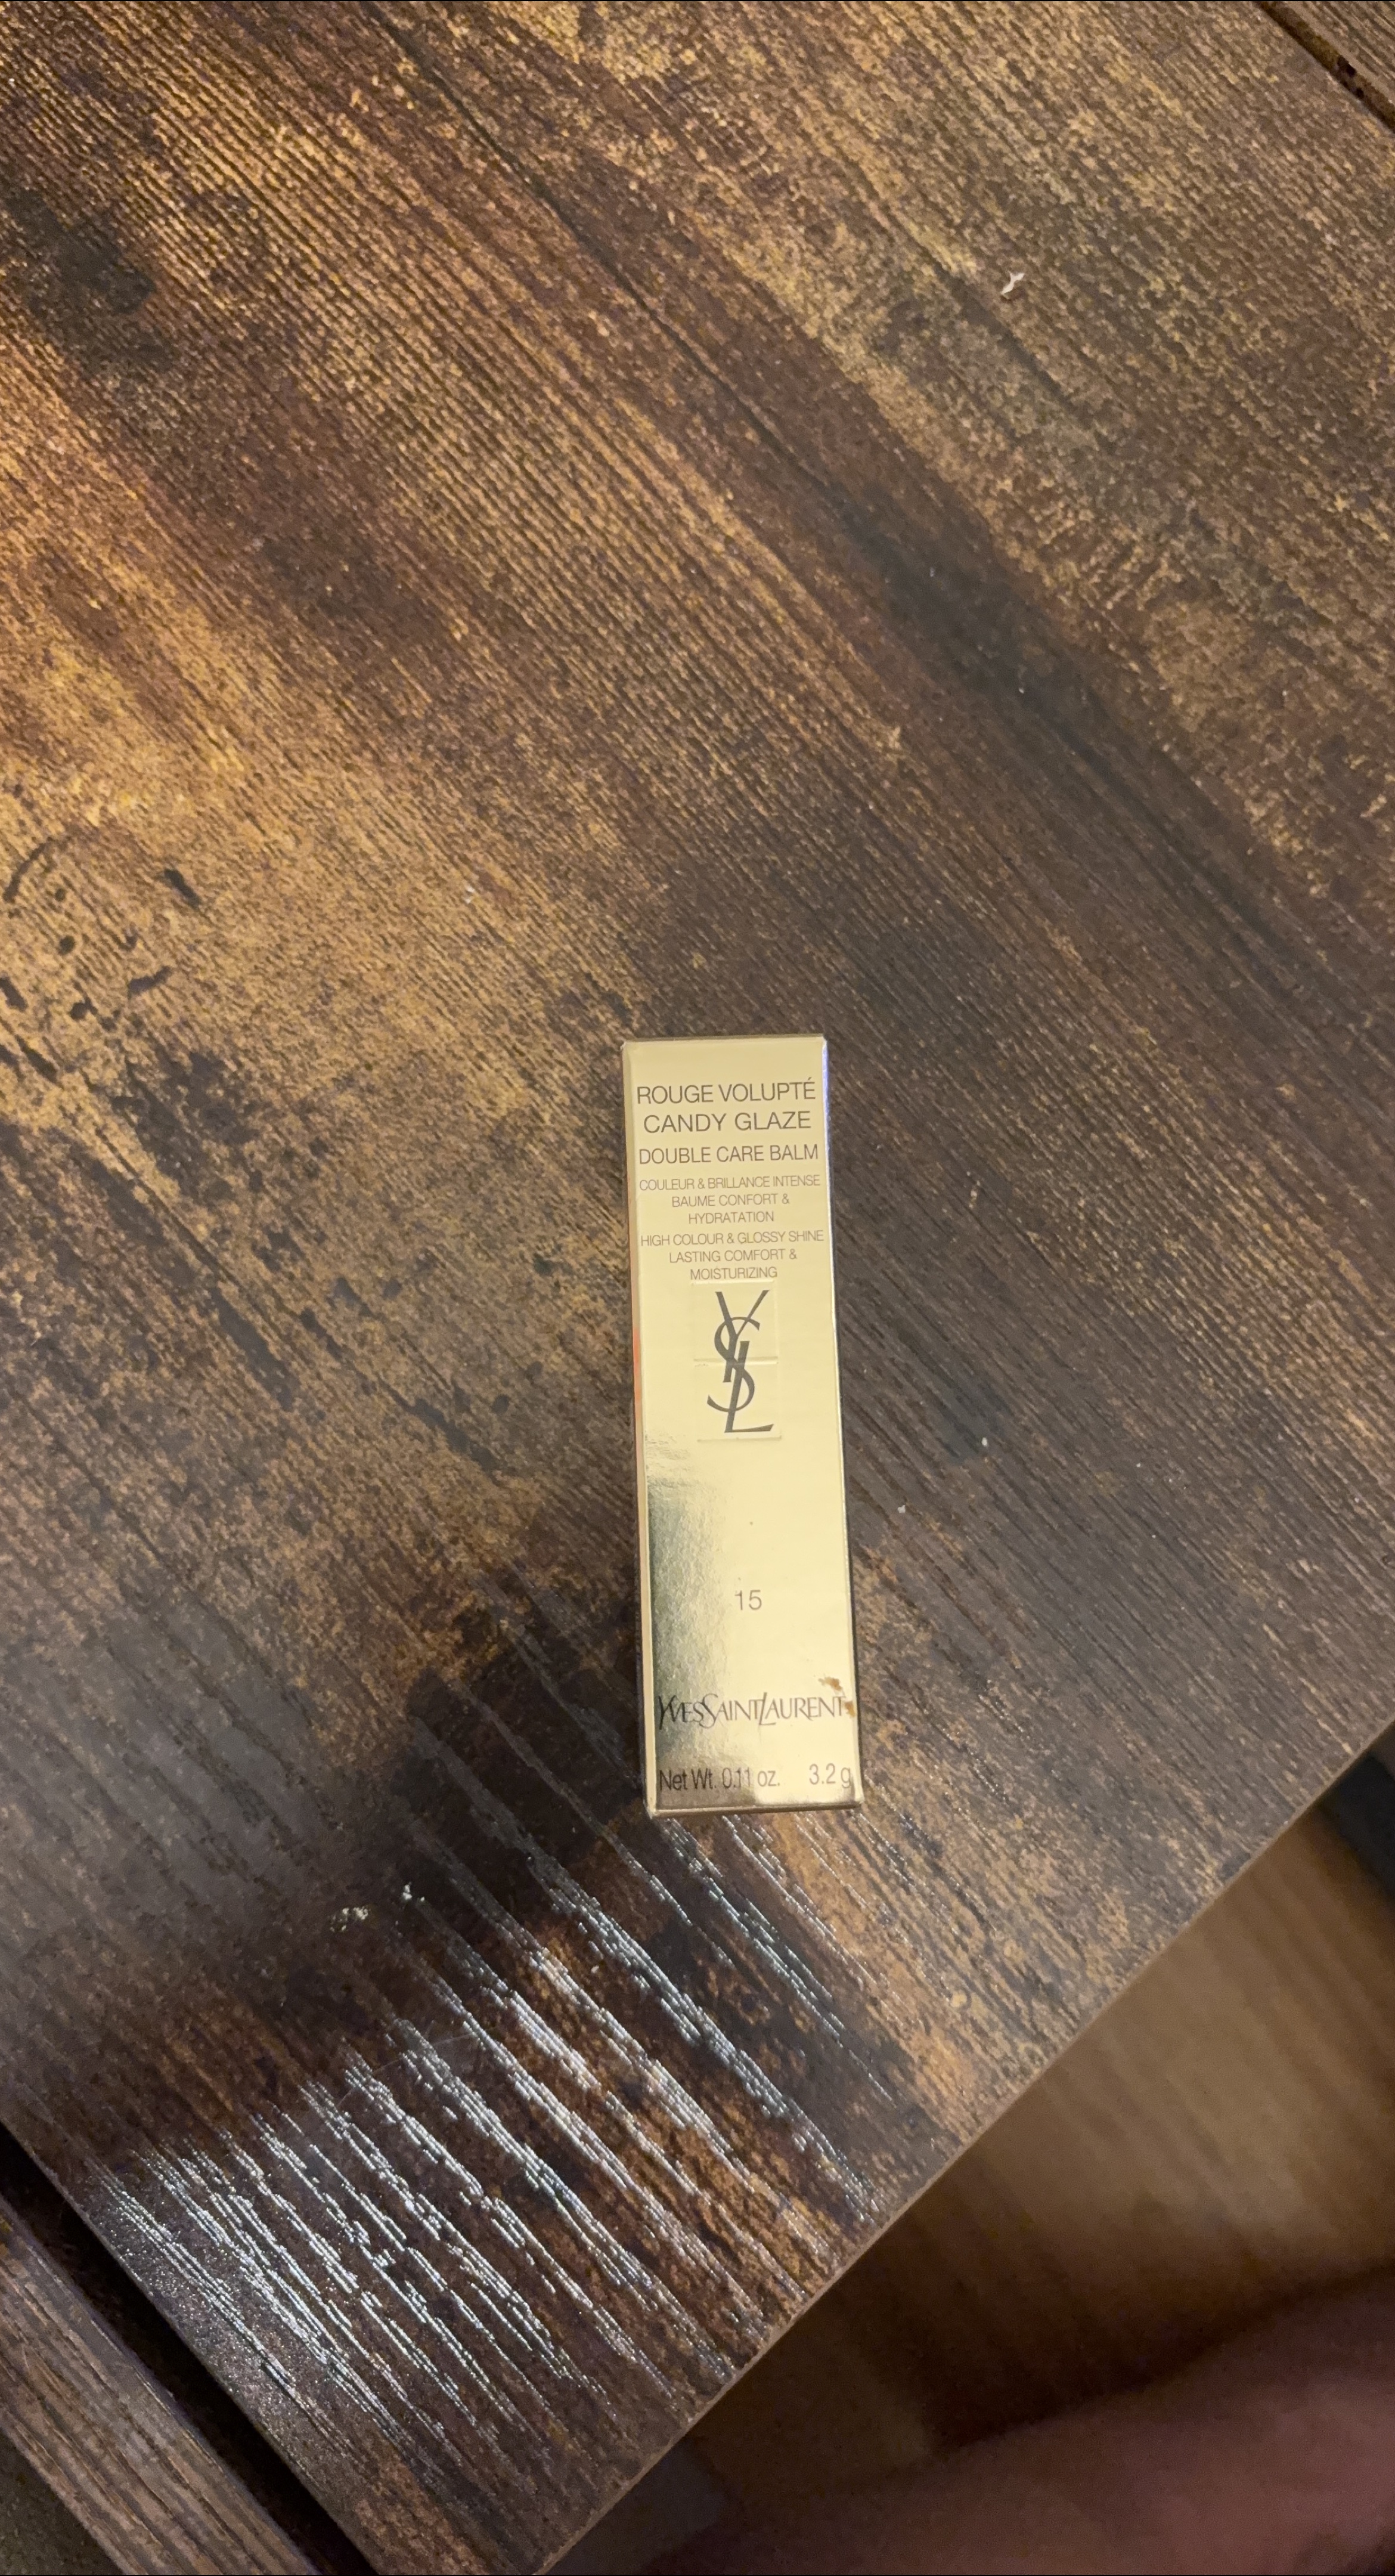 ROUGE VOLUPTÉ
CANDY GLAZE
DOUBLE CARE BALM
COULEUR & BRILLANCE INTENSE
BAUME CONFORT &
HYDRATATION
HIGH COLOUR & GLOSSY SHINE
LASTING COMFORT &
MOISTURIZING
YSL
15
YVESSAINTLAURENT
Net Wt. 0.11 oz. 3.2 g